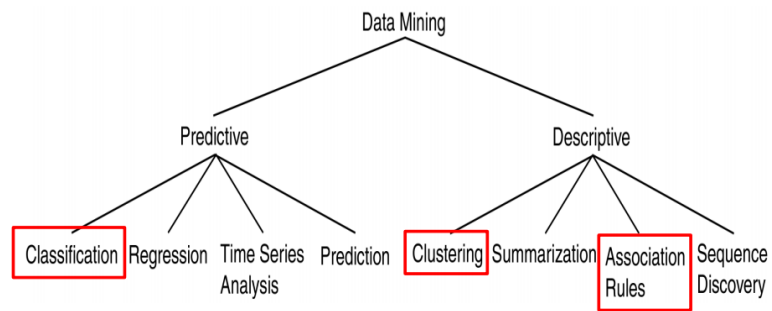 Data Mining
Predictive
Descriptive
Classification
Regression
Time Series
Analysis
Prediction
Clustering
Summarization
Association
Rules
Sequence
Discovery